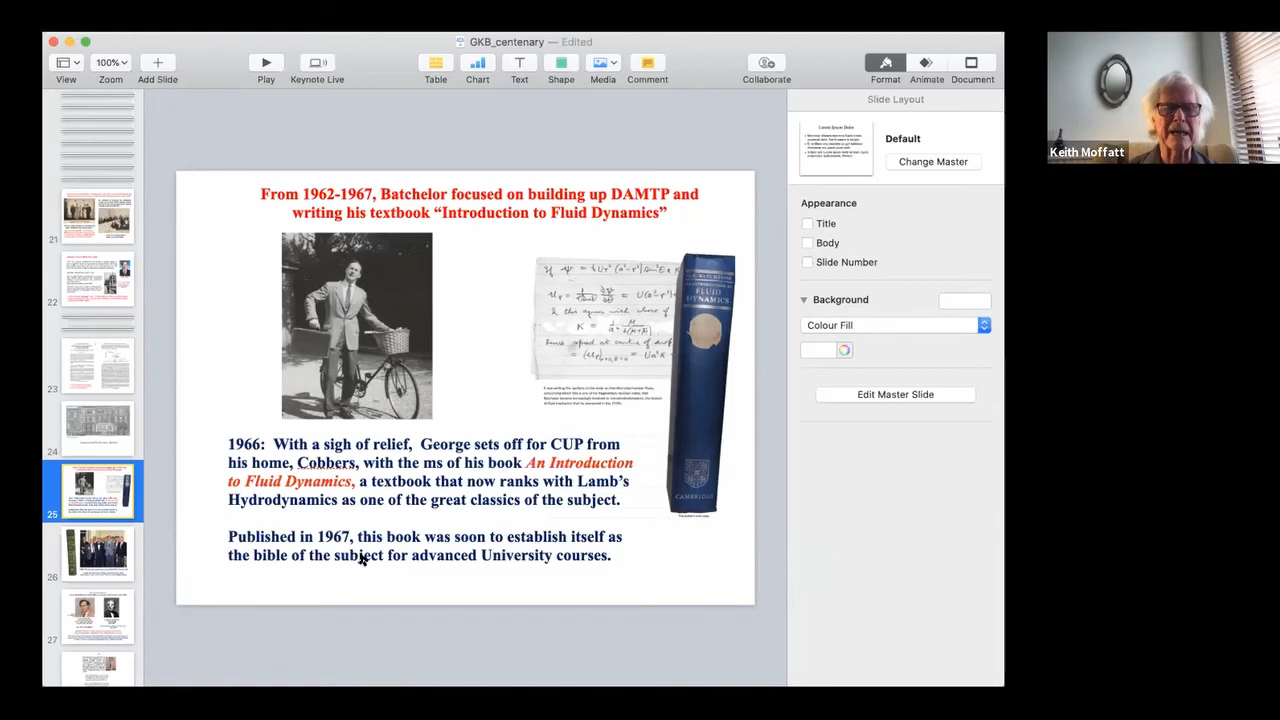 GKB_centenary — Edited
View
100%
Zoom
Add Slide
Play
Keynote Live
Table
Chart
Text
Shape
Media
Comment
Collaborate
Format
Animate
Document
Slide Layout
Default
Change Master
Appearance
Title
Body
Slide Number
Background
Colour Fill
Edit Master Slide
21
22
23
24
25
26
27
From 1962-1967, Batchelor focused on building up DAMTP and
writing his textbook “Introduction to Fluid Dynamics”
FLUID
DYNAMICS
CAMBRIDGE
1966: With a sigh of relief, George sets off for CUP from
his home, Cobbers, with the ms of his book An Introduction
to Fluid Dynamics, a textbook that now ranks with Lamb’s
Hydrodynamics as one of the great classics of the subject.
Published in 1967, this book was soon to establish itself as
the bible of the subject for advanced University courses.
Keith Moffatt